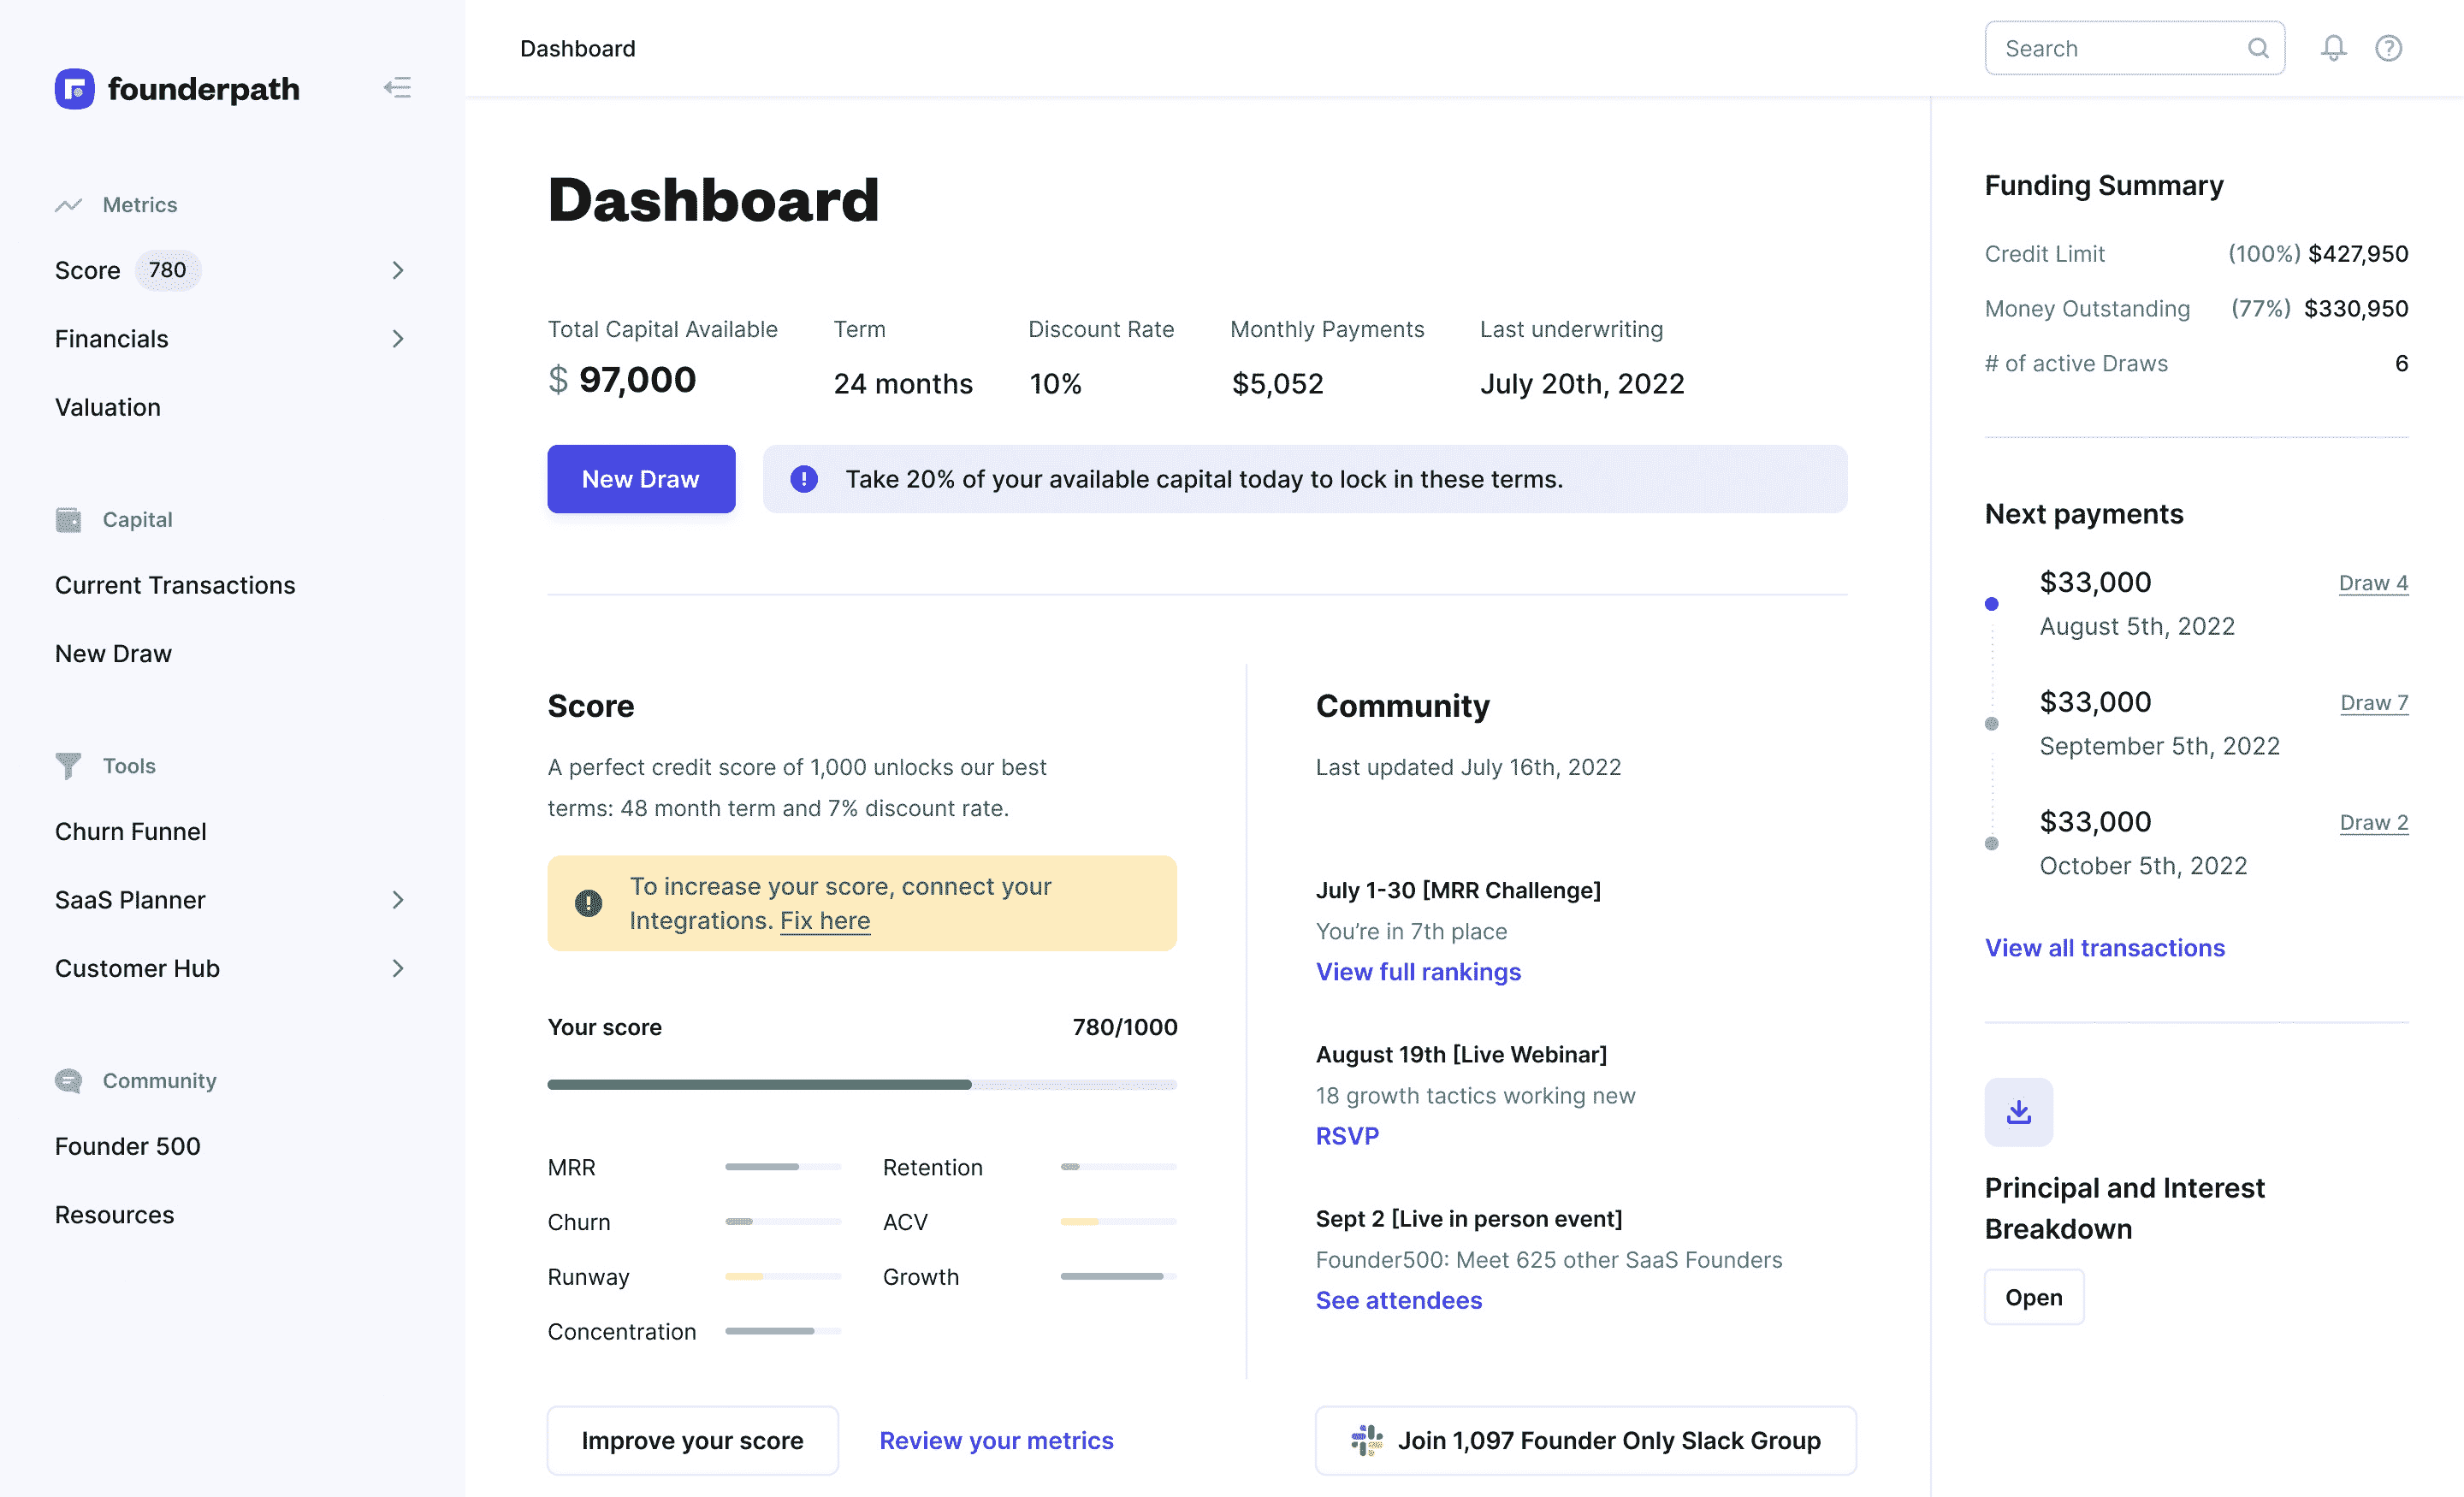 founderpath
Metrics
Score 780
Financials
Valuation
Capital
Current Transactions
New Draw
Tools
Churn Funnel
SaaS Planner
Customer Hub
Community
Founder 500
Resources
Dashboard
Search
Dashboard
Total Capital Available
$ 97,000
Term
24 months
Discount Rate
10%
Monthly Payments
$5,052
Last underwriting
July 20th, 2022
New Draw
Take 20% of your available capital today to lock in these terms.
Score
A perfect credit score of 1,000 unlocks our best
terms: 48 month term and 7% discount rate.
To increase your score, connect your
Integrations. Fix here
Your score 780/1000
MRR
Retention
Churn
ACV
Runway
Growth
Concentration
Improve your score
Review your metrics
Community
Last updated July 16th, 2022
July 1-30 [MRR Challenge]
You’re in 7th place
View full rankings
August 19th [Live Webinar]
18 growth tactics working new
RSVP
Sept 2 [Live in person event]
Founder500: Meet 625 other SaaS Founders
See attendees
Join 1,097 Founder Only Slack Group
Funding Summary
Credit Limit (100%) $427,950
Money Outstanding (77%) $330,950
# of active Draws 6
Next payments
$33,000 Draw 4
August 5th, 2022
$33,000 Draw 7
September 5th, 2022
$33,000 Draw 2
October 5th, 2022
View all transactions
Principal and Interest
Breakdown
Open